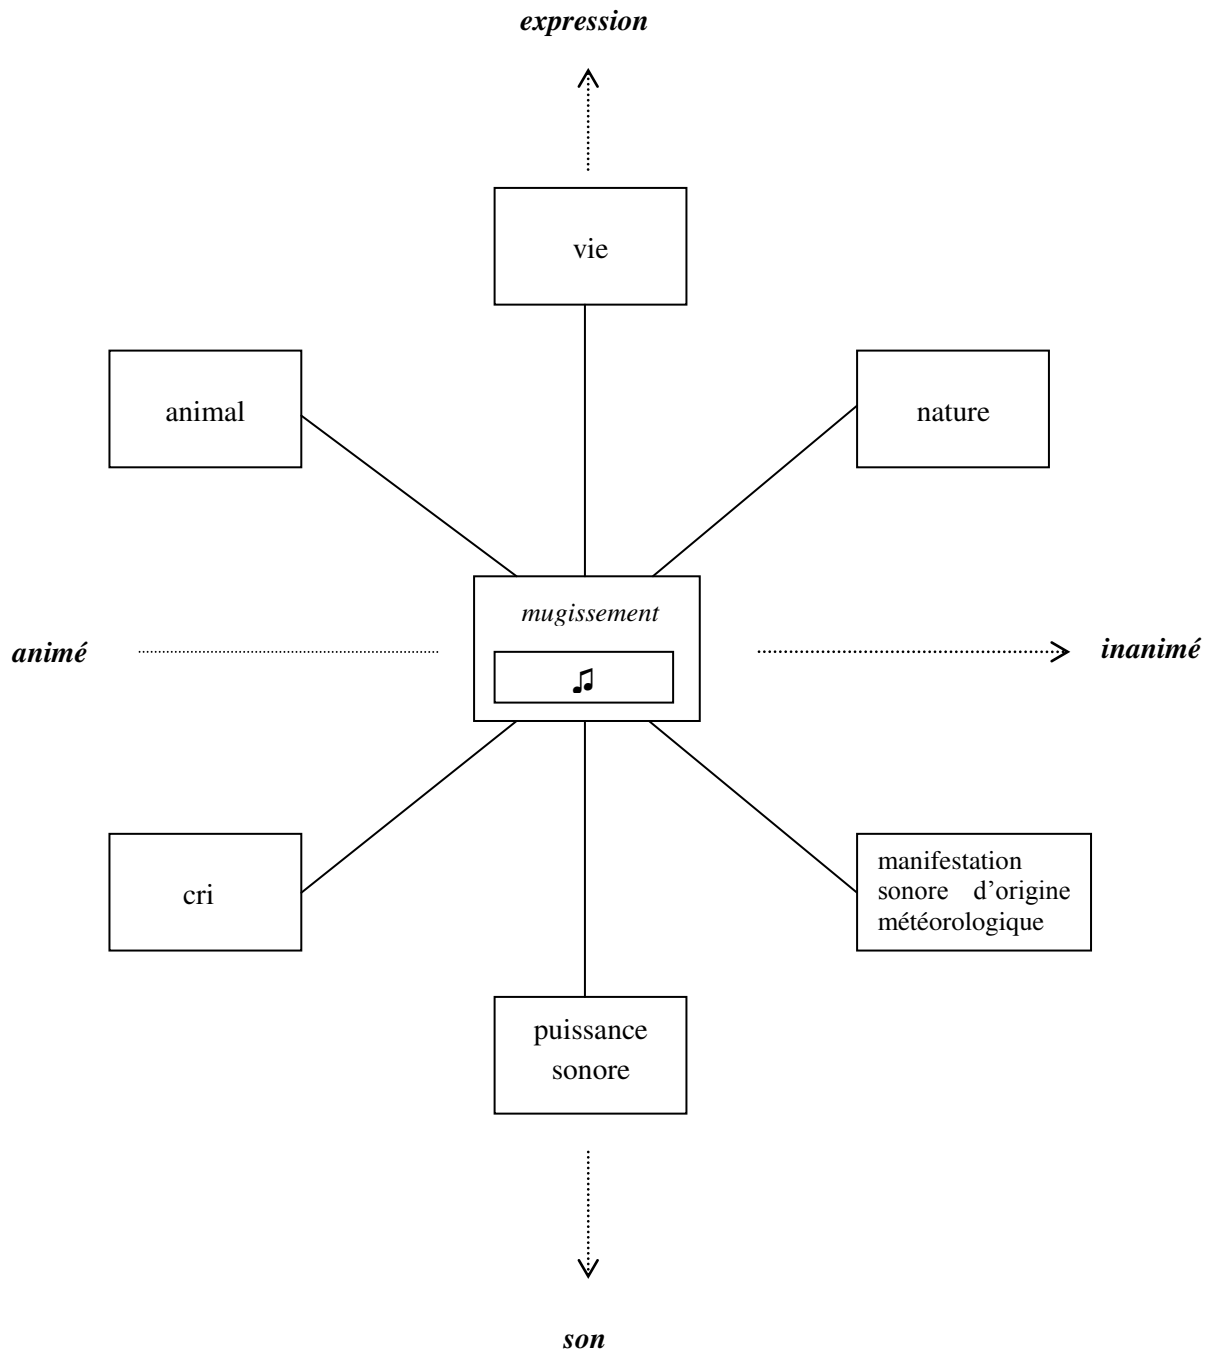 expression
vie
animal
nature
mugissement
♫
animé
inanimé
cri
manifestation
sonore d’origine
météorologique
puissance
sonore
son